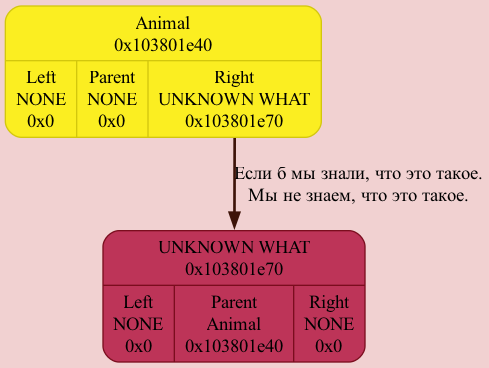 Animal
0x103801e40
Left Parent Right
NONE NONE UNKNOWN WHAT
0x0 0x0 0x103801e70
Если б мы знали, что это такое.
Мы не знаем, что это такое.
UNKNOWN WHAT
0x103801e70
Left Parent Right
NONE Animal NONE
0x0 0x103801e40 0x0